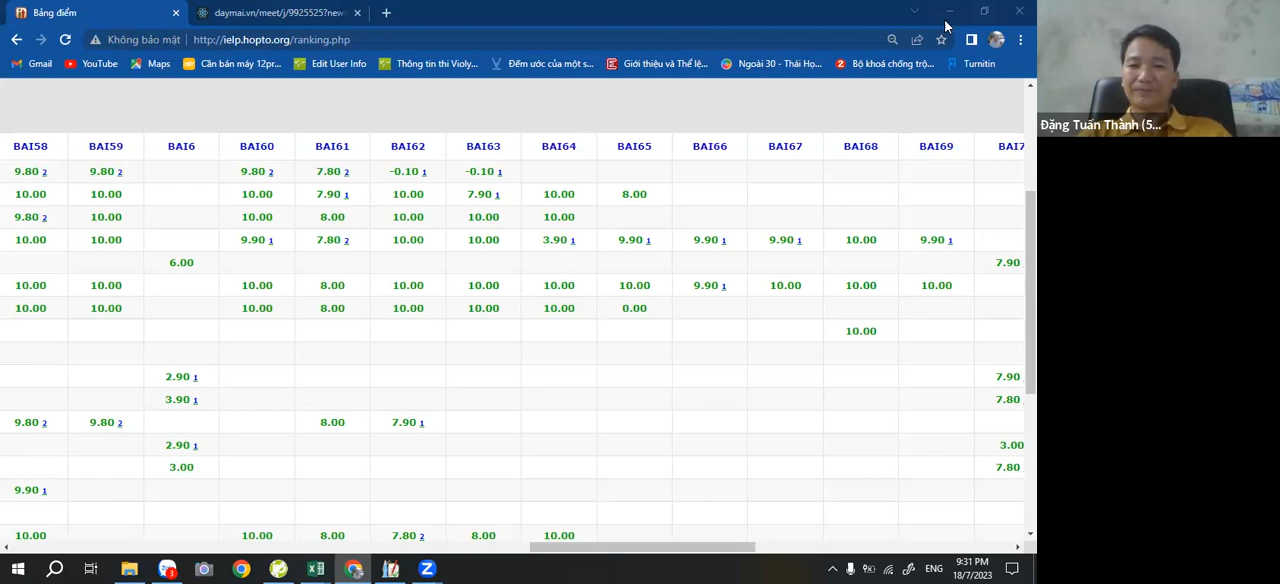 Bảng điểm
daymai.vn/meet/j/9925525?new
Không bảo mật
http://ielp.hopto.org/ranking.php
Gmail YouTube Maps Cần bán máy 12pr... Edit User Info Thông tin thi Violy... Đếm ước của một s... Giới thiệu và Thể lệ... Ngoài 30 - Thái Họ... Bộ khoá chống trộ... Turnitin
Đặng Tuấn Thành (5...
BAI58 BAI59 BAI6 BAI60 BAI61 BAI62 BAI63 BAI64 BAI65 BAI66 BAI67 BAI68 BAI69 BAI7
9.80 2 9.80 2 9.80 2 7.80 2 -0.10 1 -0.10 1
10.00 10.00 10.00 7.90 1 10.00 7.90 1 10.00 8.00
9.80 2 10.00 10.00 8.00 10.00 10.00 10.00
10.00 10.00 9.90 1 7.80 2 10.00 10.00 3.90 1 9.90 1 9.90 1 9.90 1 10.00 9.90 1
6.00 7.90
10.00 10.00 10.00 8.00 10.00 10.00 10.00 10.00 9.90 1 10.00 10.00 10.00
10.00 10.00 10.00 8.00 10.00 10.00 10.00 0.00
10.00
2.90 1 7.90
3.90 1 7.80
9.80 2 9.80 2 8.00 7.90 1
2.90 1 3.00
3.00 7.80
9.90 1
10.00 10.00 8.00 7.80 2 8.00 10.00
3
ENG
9:31 PM
18/7/2023